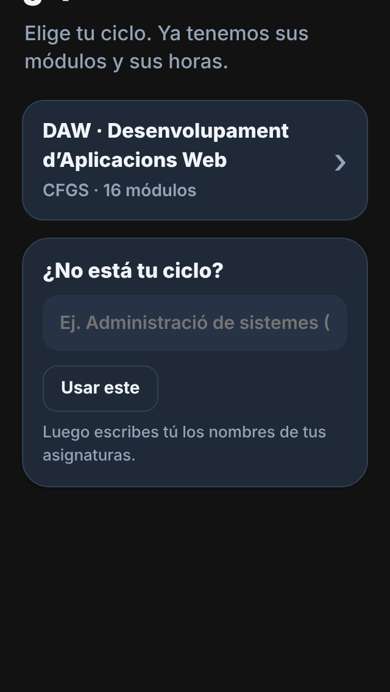 Elige tu ciclo. Ya tenemos sus
módulos y sus horas.
DAW · Desenvolupament
d’Aplicacions Web
CFGS · 16 módulos
¿No está tu ciclo?
Ej. Administració de sistemes (
Usar este
Luego escribes tú los nombres de tus
asignaturas.